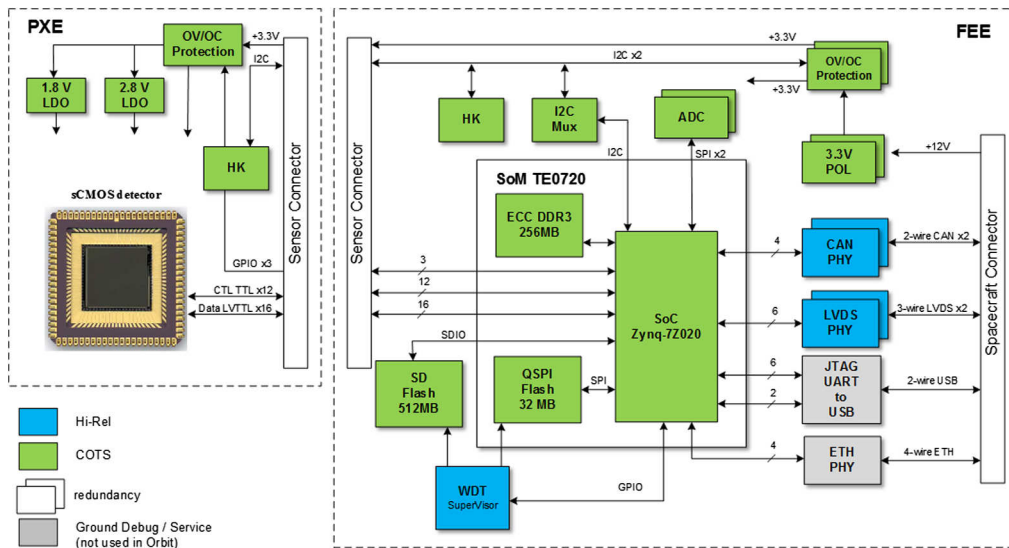 PXE
OV/OC
Protection
+3.3V
I2C
1.8 V
LDO
2.8 V
LDO
HK
sCMOS detector
GPIO x3
CTL TTL x12
Data LVTTL x16
Sensor Connector
Hi-Rel
COTS
redundancy
Ground Debug / Service
(not used in Orbit)
FEE
Sensor Connector
+3.3V
I2C x2
OV/OC
Protection
+3.3V
HK
I2C
Mux
ADC
I2C
SPI x2
3.3V
POL
+12V
SoM TE0720
ECC DDR3
256MB
SoC
Zynq-7Z020
3
12
16
SDIO
SD
Flash
512MB
QSPI
Flash
32 MB
SPI
WDT
SuperVisor
GPIO
4
CAN
PHY
2-wire CAN x2
6
LVDS
PHY
3-wire LVDS x2
6
2
JTAG
UART
to
USB
2-wire USB
4
ETH
PHY
4-wire ETH
Spacecraft Connector